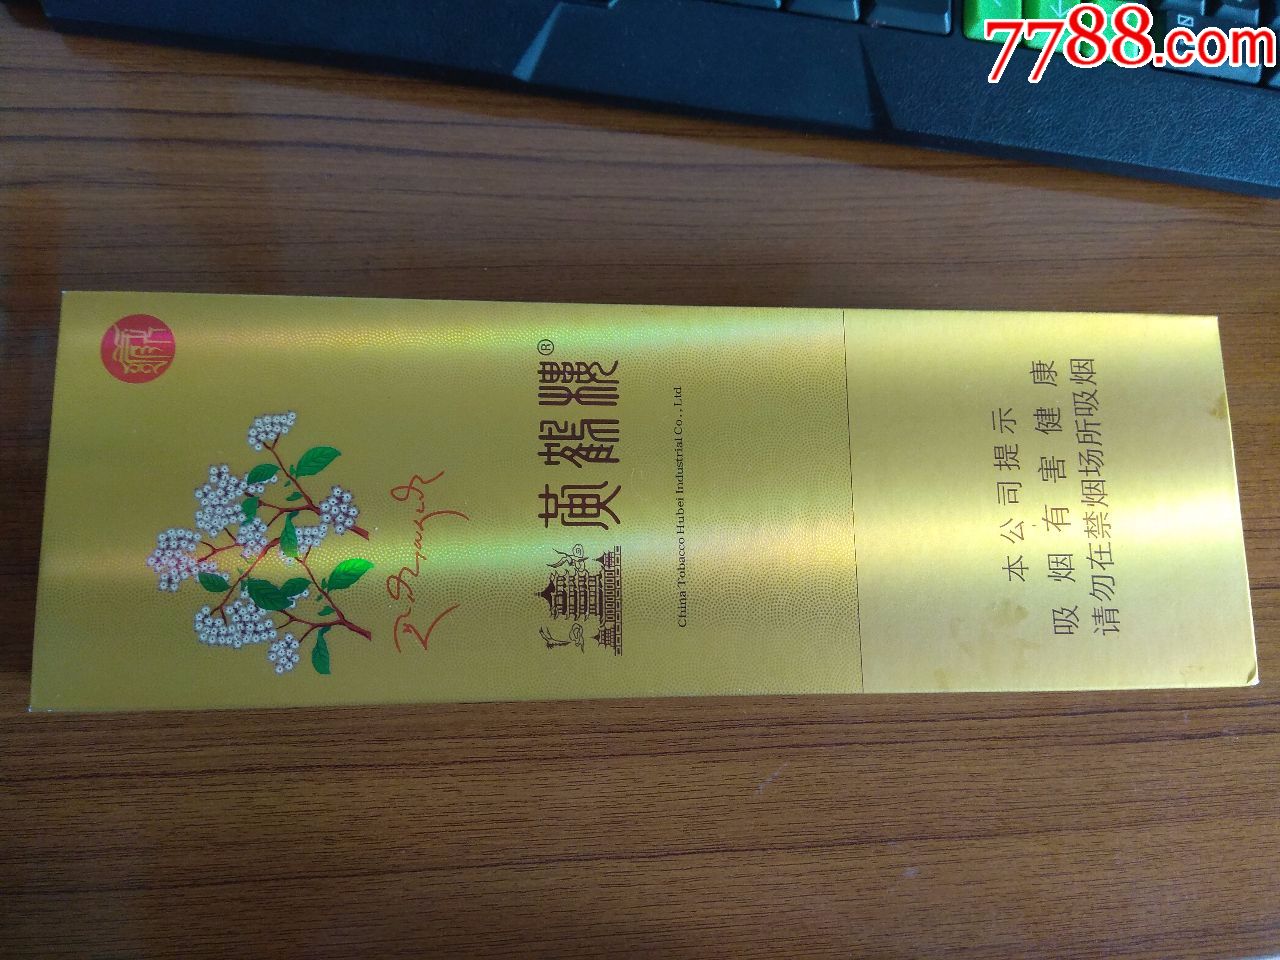 7788.com
黄鹤楼®
China Tobacco Hubei Industrial Co., Ltd
本公司提示
吸烟有害健康
请勿在禁烟场所吸烟